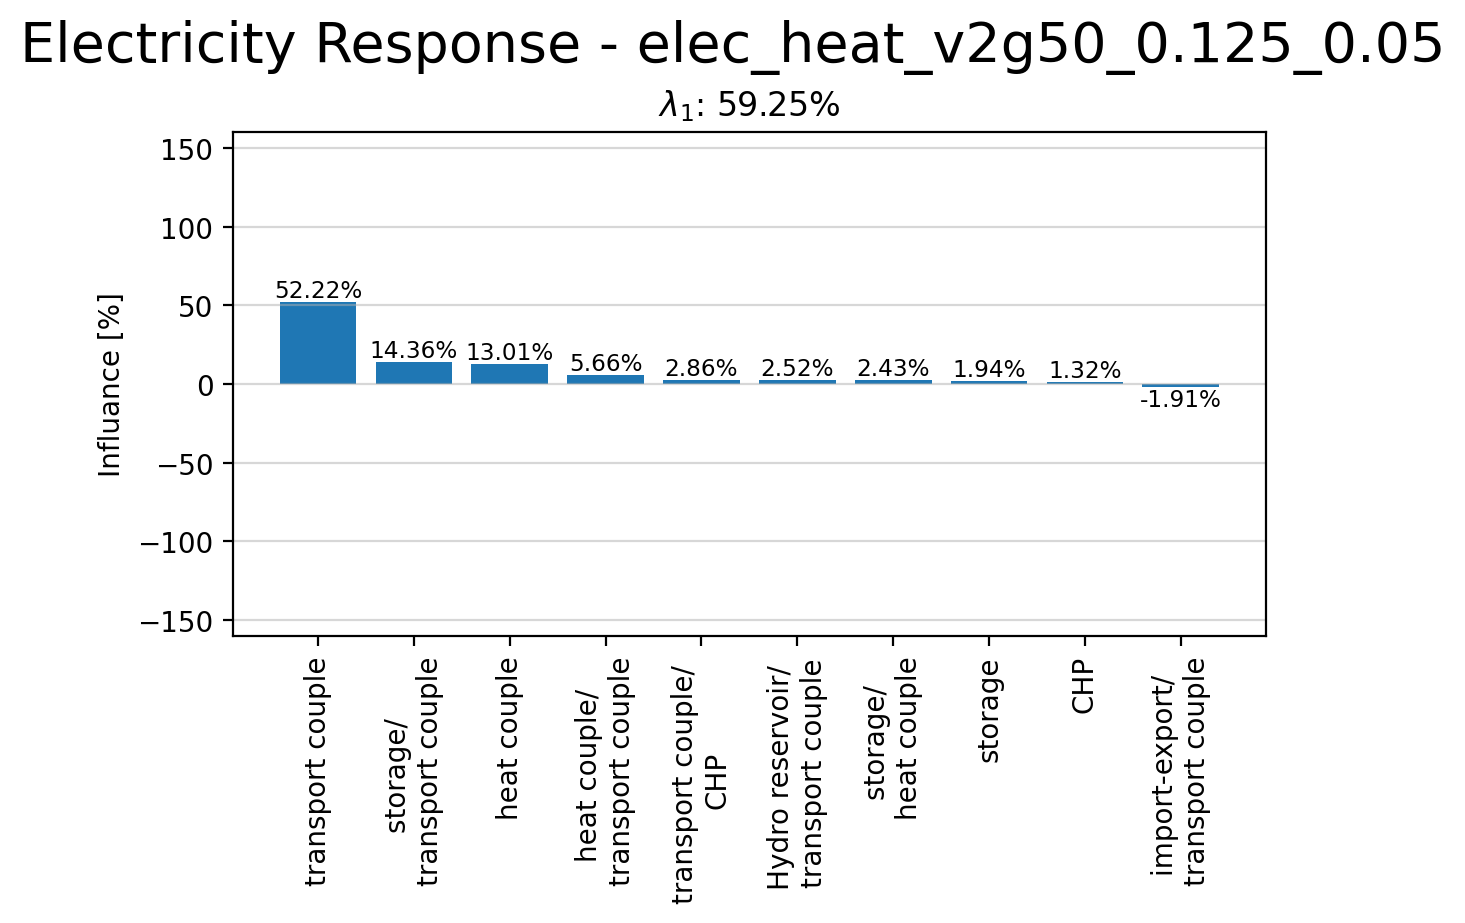 Electricity Response - elec_heat_v2g50_0.125_0.05
λ1: 59.25%
Influance [%]
150
100
50
0
−50
−100
−150
52.22%
14.36%
13.01%
5.66%
2.86%
2.52%
2.43%
1.94%
1.32%
-1.91%
transport couple
storage/
transport couple
heat couple
heat couple/
transport couple
transport couple/
CHP
Hydro reservoir/
transport couple
storage/
heat couple
storage
CHP
import-export/
transport couple